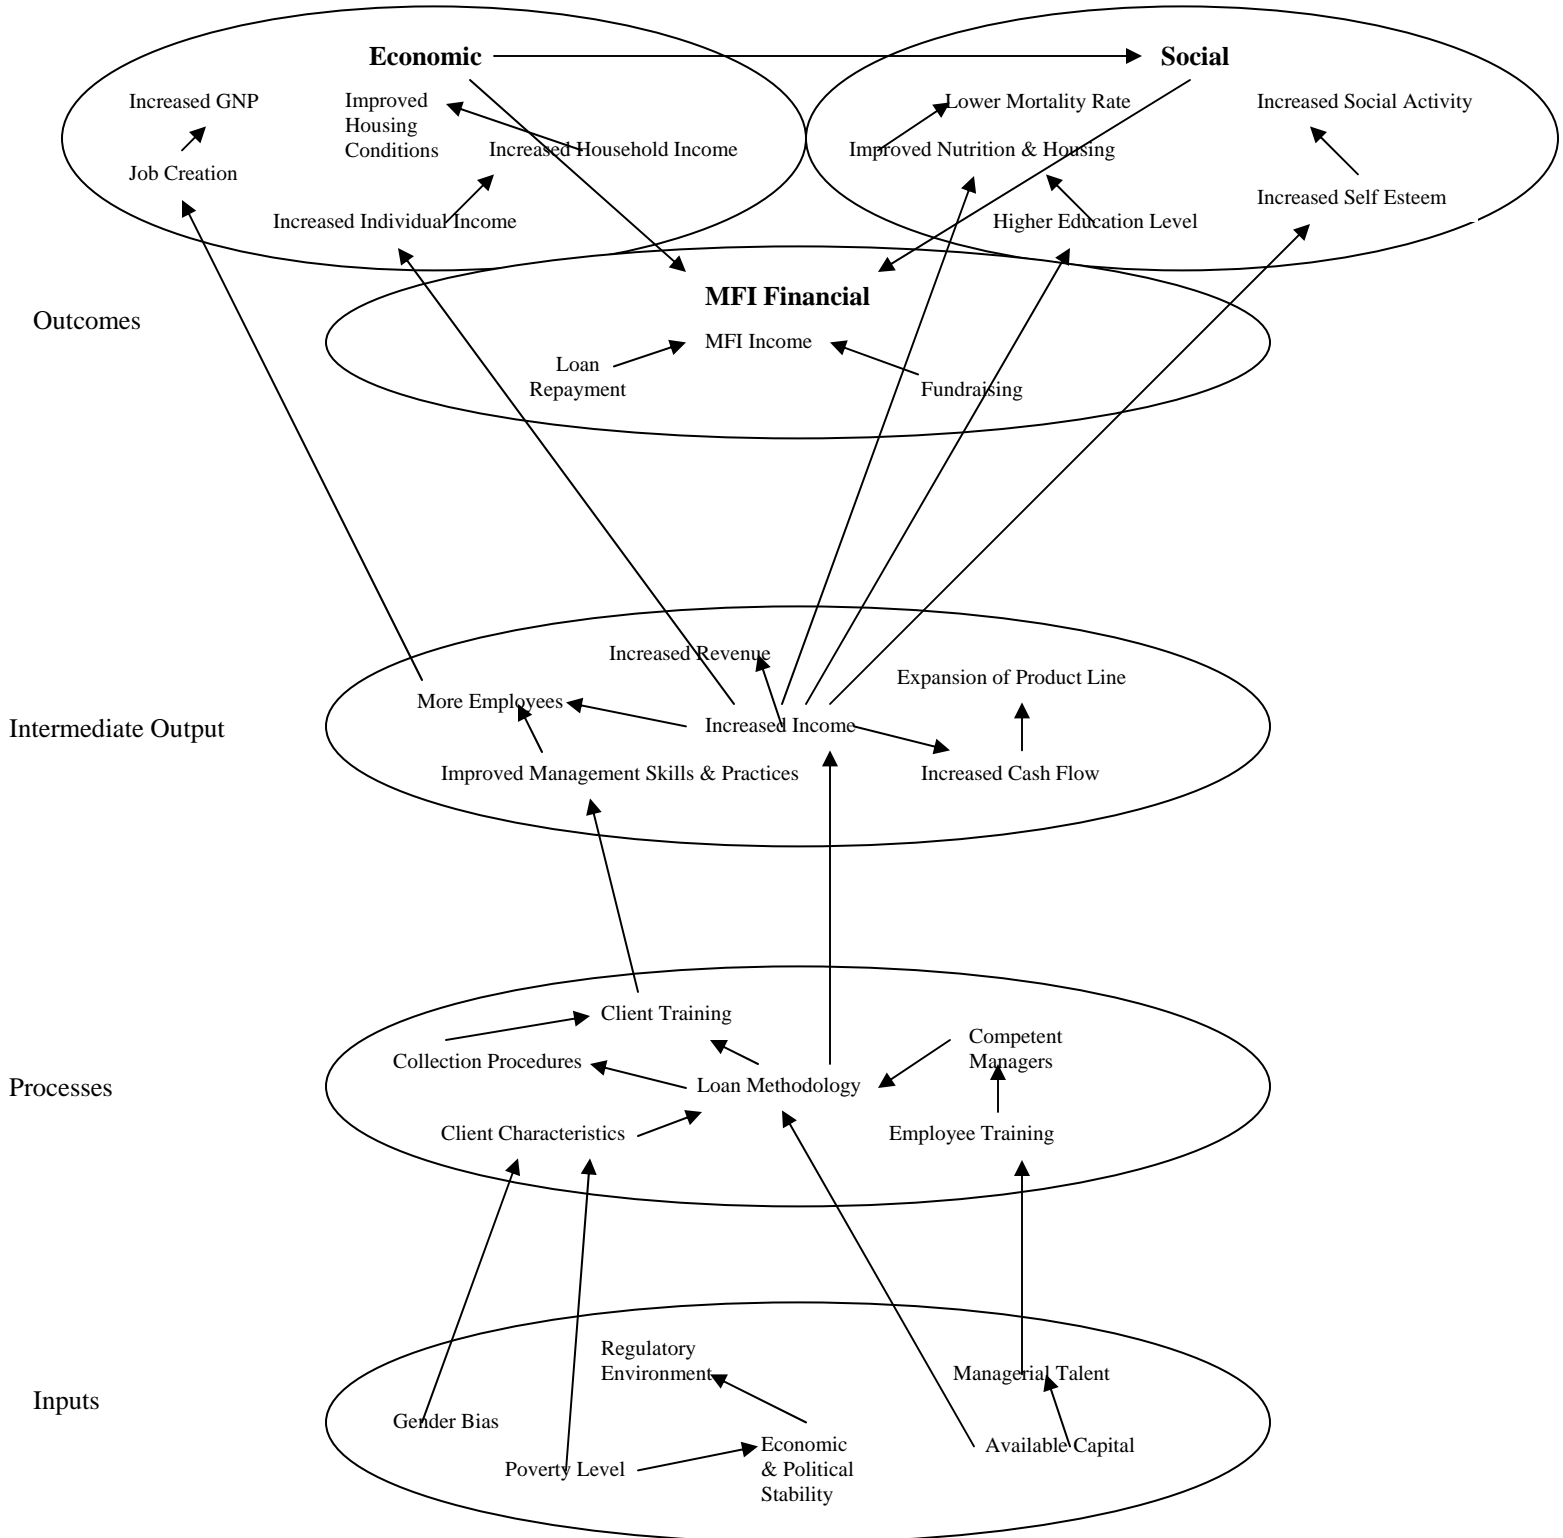 Economic
Social
Increased GNP
Improved
Housing
Conditions
Lower Mortality Rate
Increased Social Activity
Increased Household Income
Improved Nutrition & Housing
Job Creation
Increased Self Esteem
Increased Individual Income
Higher Education Level
MFI Financial
Outcomes
MFI Income
Loan
Repayment
Fundraising
Increased Revenue
Expansion of Product Line
More Employees
Intermediate Output
Increased Income
Improved Management Skills & Practices
Increased Cash Flow
Client Training
Competent
Managers
Collection Procedures
Processes
Loan Methodology
Client Characteristics
Employee Training
Regulatory
Environment
Managerial Talent
Inputs
Gender Bias
Economic
& Political
Stability
Available Capital
Poverty Level